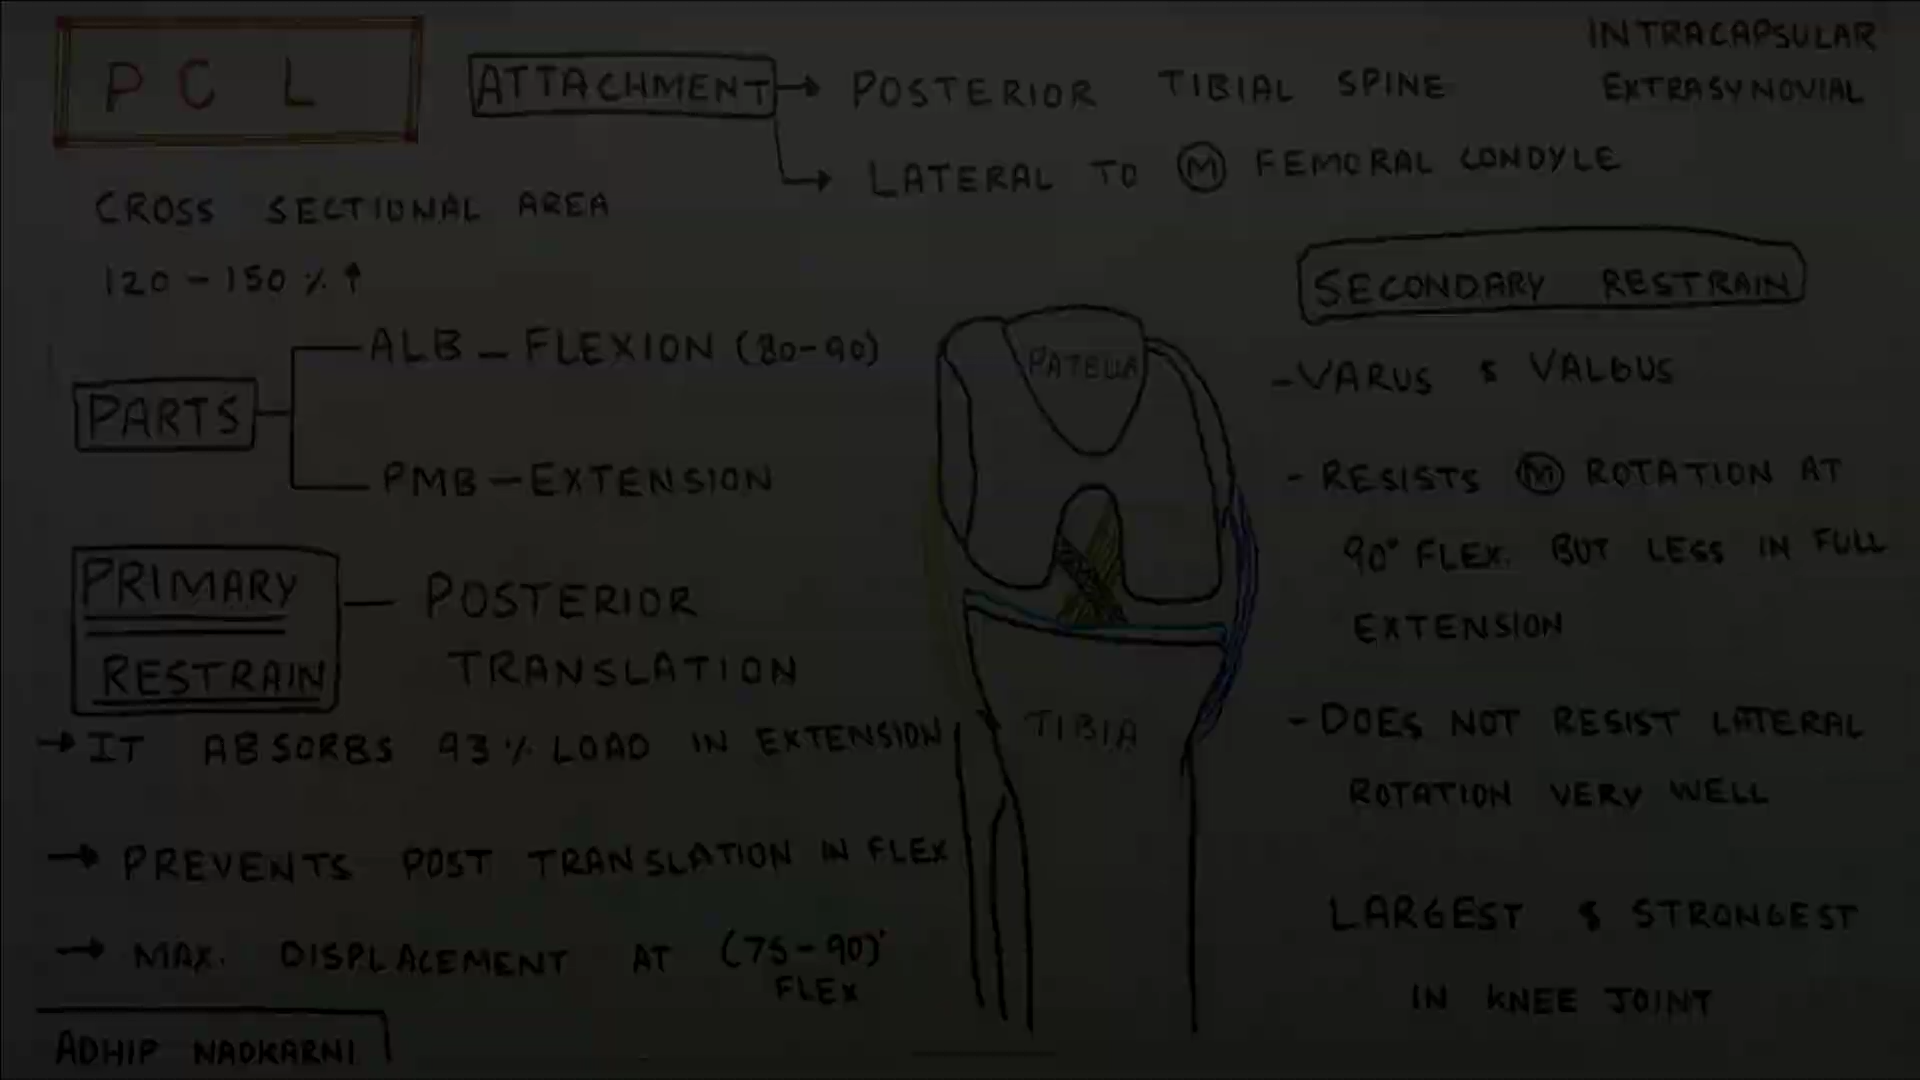 PCL
ATTACHMENT → POSTERIOR TIBIAL SPINE
→ LATERAL TO Ⓜ FEMORAL CONDYLE
INTRACAPSULAR
EXTRASYNOVIAL
CROSS SECTIONAL AREA
120 - 150 % ↑
PARTS
ALB - FLEXION (80-90)
PMB - EXTENSION
PRIMARY
RESTRAIN
- POSTERIOR
TRANSLATION
→ IT ABSORBS 93 % LOAD IN EXTENSION
→ PREVENTS POST TRANSLATION IN FLEX
→ MAX. DISPLACEMENT AT (75-90)°
FLEX
ADHIP NADKARNI
PATELLA
TIBIA
SECONDARY RESTRAIN
- VARUS & VALGUS
- RESISTS Ⓜ ROTATION AT
90° FLEX. BUT LESS IN FULL
EXTENSION
- DOES NOT RESIST LATERAL
ROTATION VERY WELL
LARGEST & STRONGEST
IN KNEE JOINT